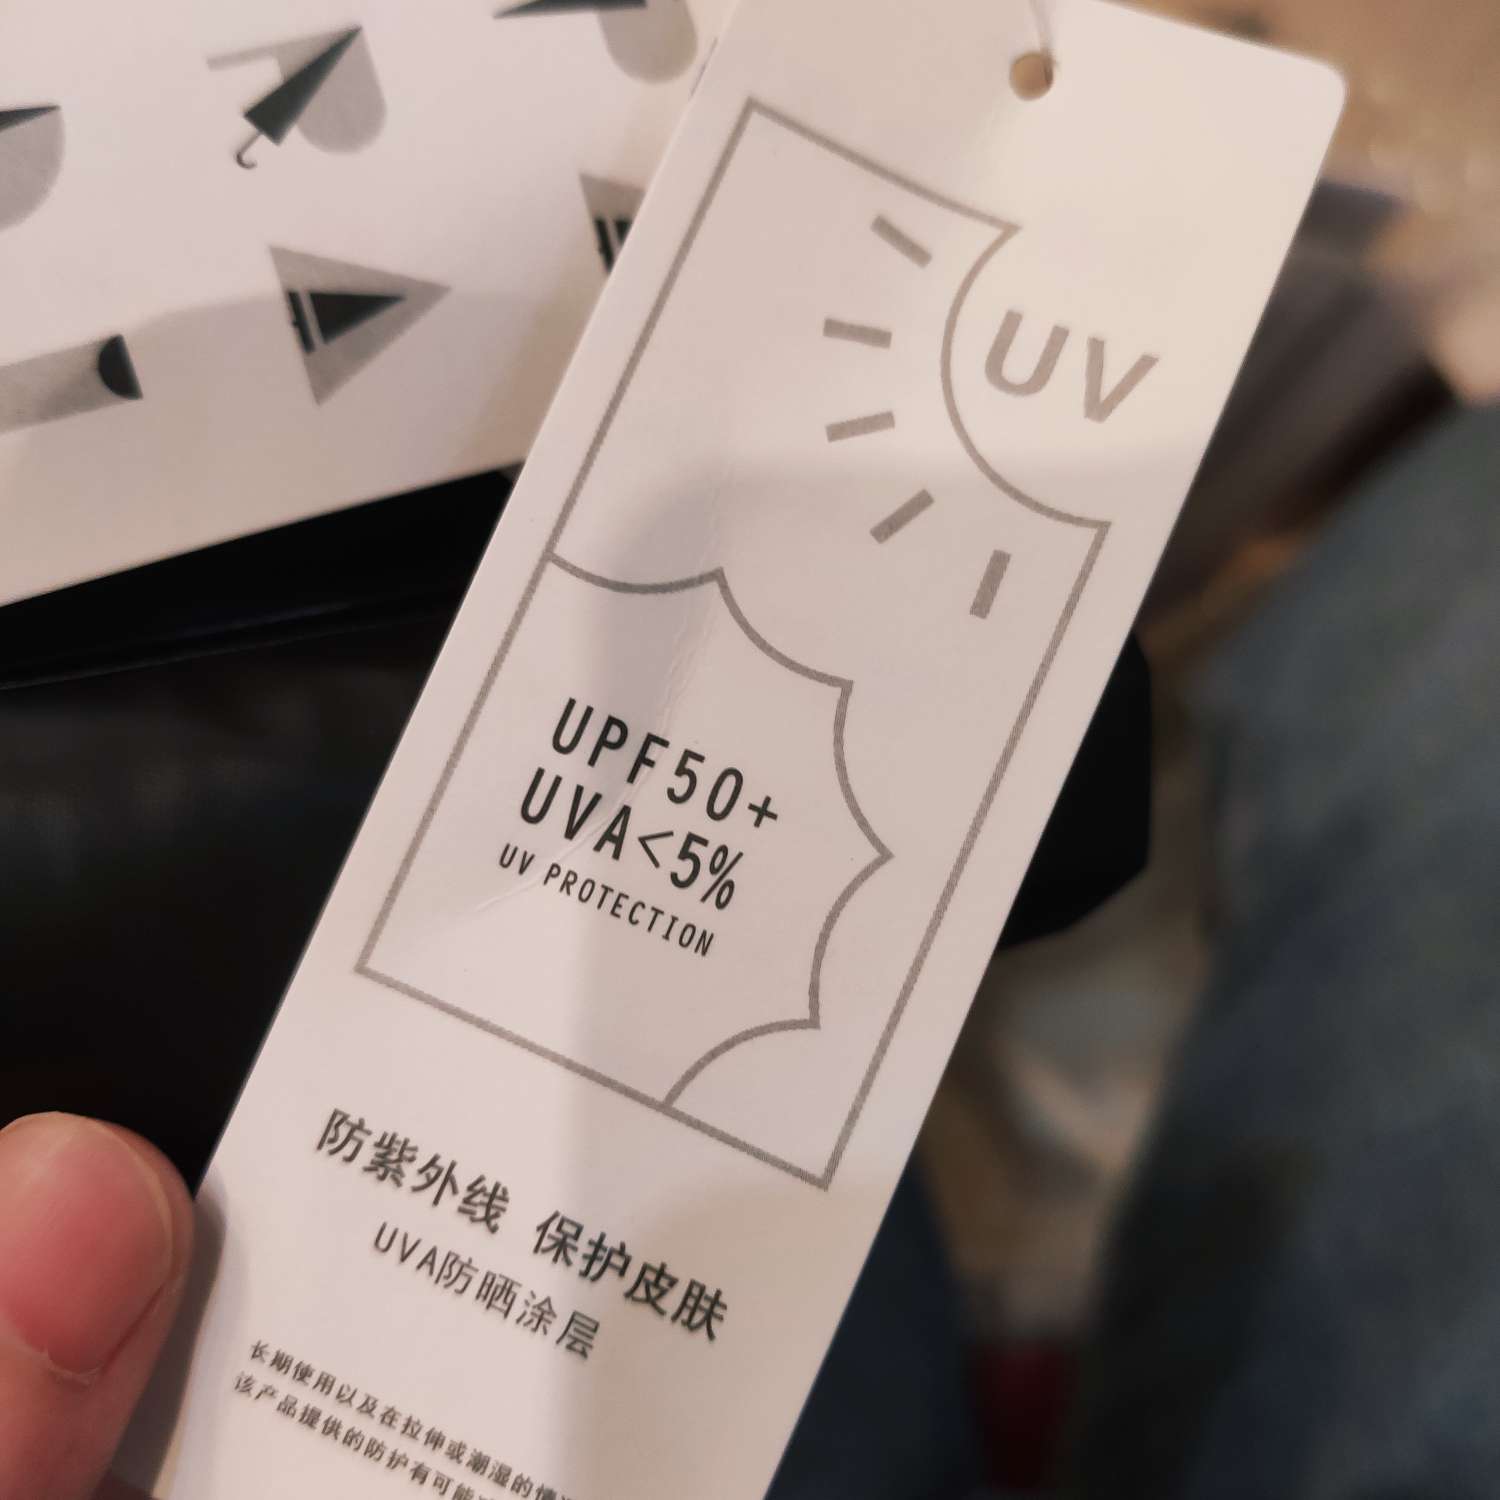 UV
UPF50+
UVA<5%
UV PROTECTION
防紫外线 保护皮肤
UVA防晒涂层
长期使用以及在拉伸或潮湿的情
该产品提供的防护有可能